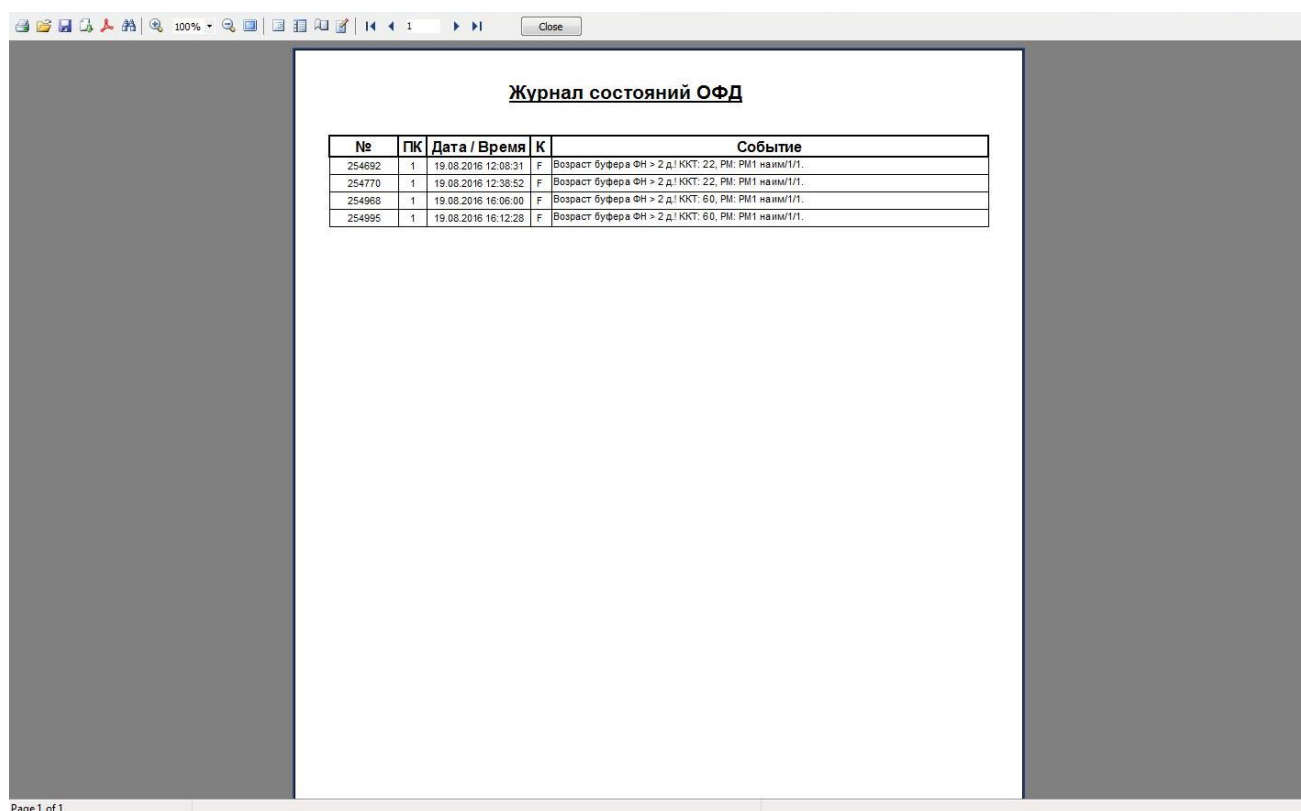 100% 1 Close
Журнал состояний ОФД
№ ПК Дата / Время К Событие
254692 1 19.08.2016 12:08:31 F Возраст буфера ФН > 2 д.! ККТ: 22, РМ: РМ1 наим/1/1.
254770 1 19.08.2016 12:38:52 F Возраст буфера ФН > 2 д.! ККТ: 22, РМ: РМ1 наим/1/1.
254968 1 19.08.2016 16:06:00 F Возраст буфера ФН > 2 д.! ККТ: 60, РМ: РМ1 наим/1/1.
254995 1 19.08.2016 16:12:28 F Возраст буфера ФН > 2 д.! ККТ: 60, РМ: РМ1 наим/1/1.
Page 1 of 1